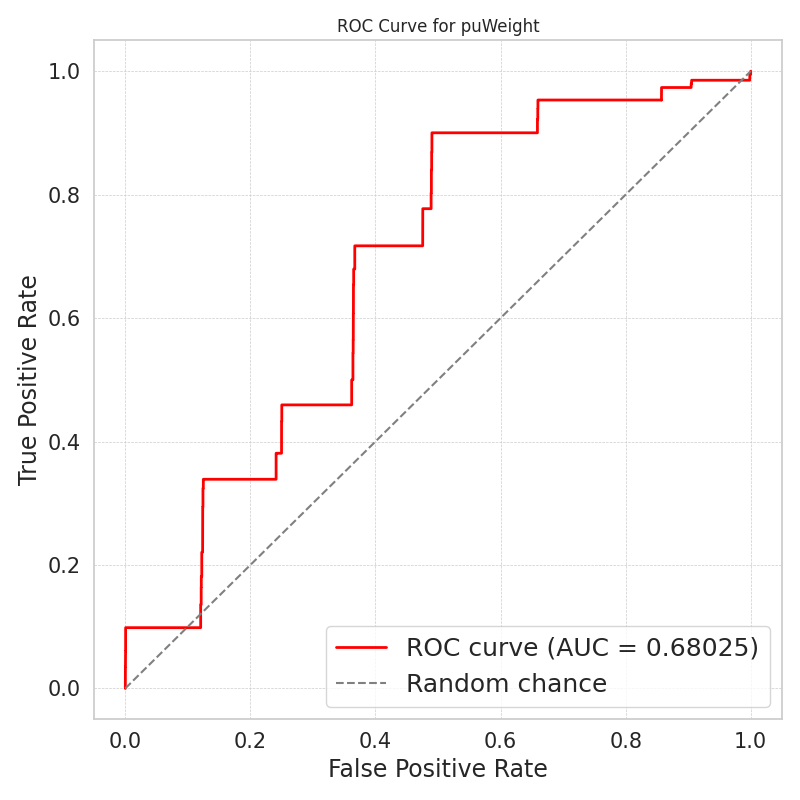 ROC Curve for puWeight
1.0
0.8
0.6
0.4
0.2
0.0
True Positive Rate
ROC curve (AUC = 0.68025)
Random chance
0.0 0.2 0.4 0.6 0.8 1.0
False Positive Rate